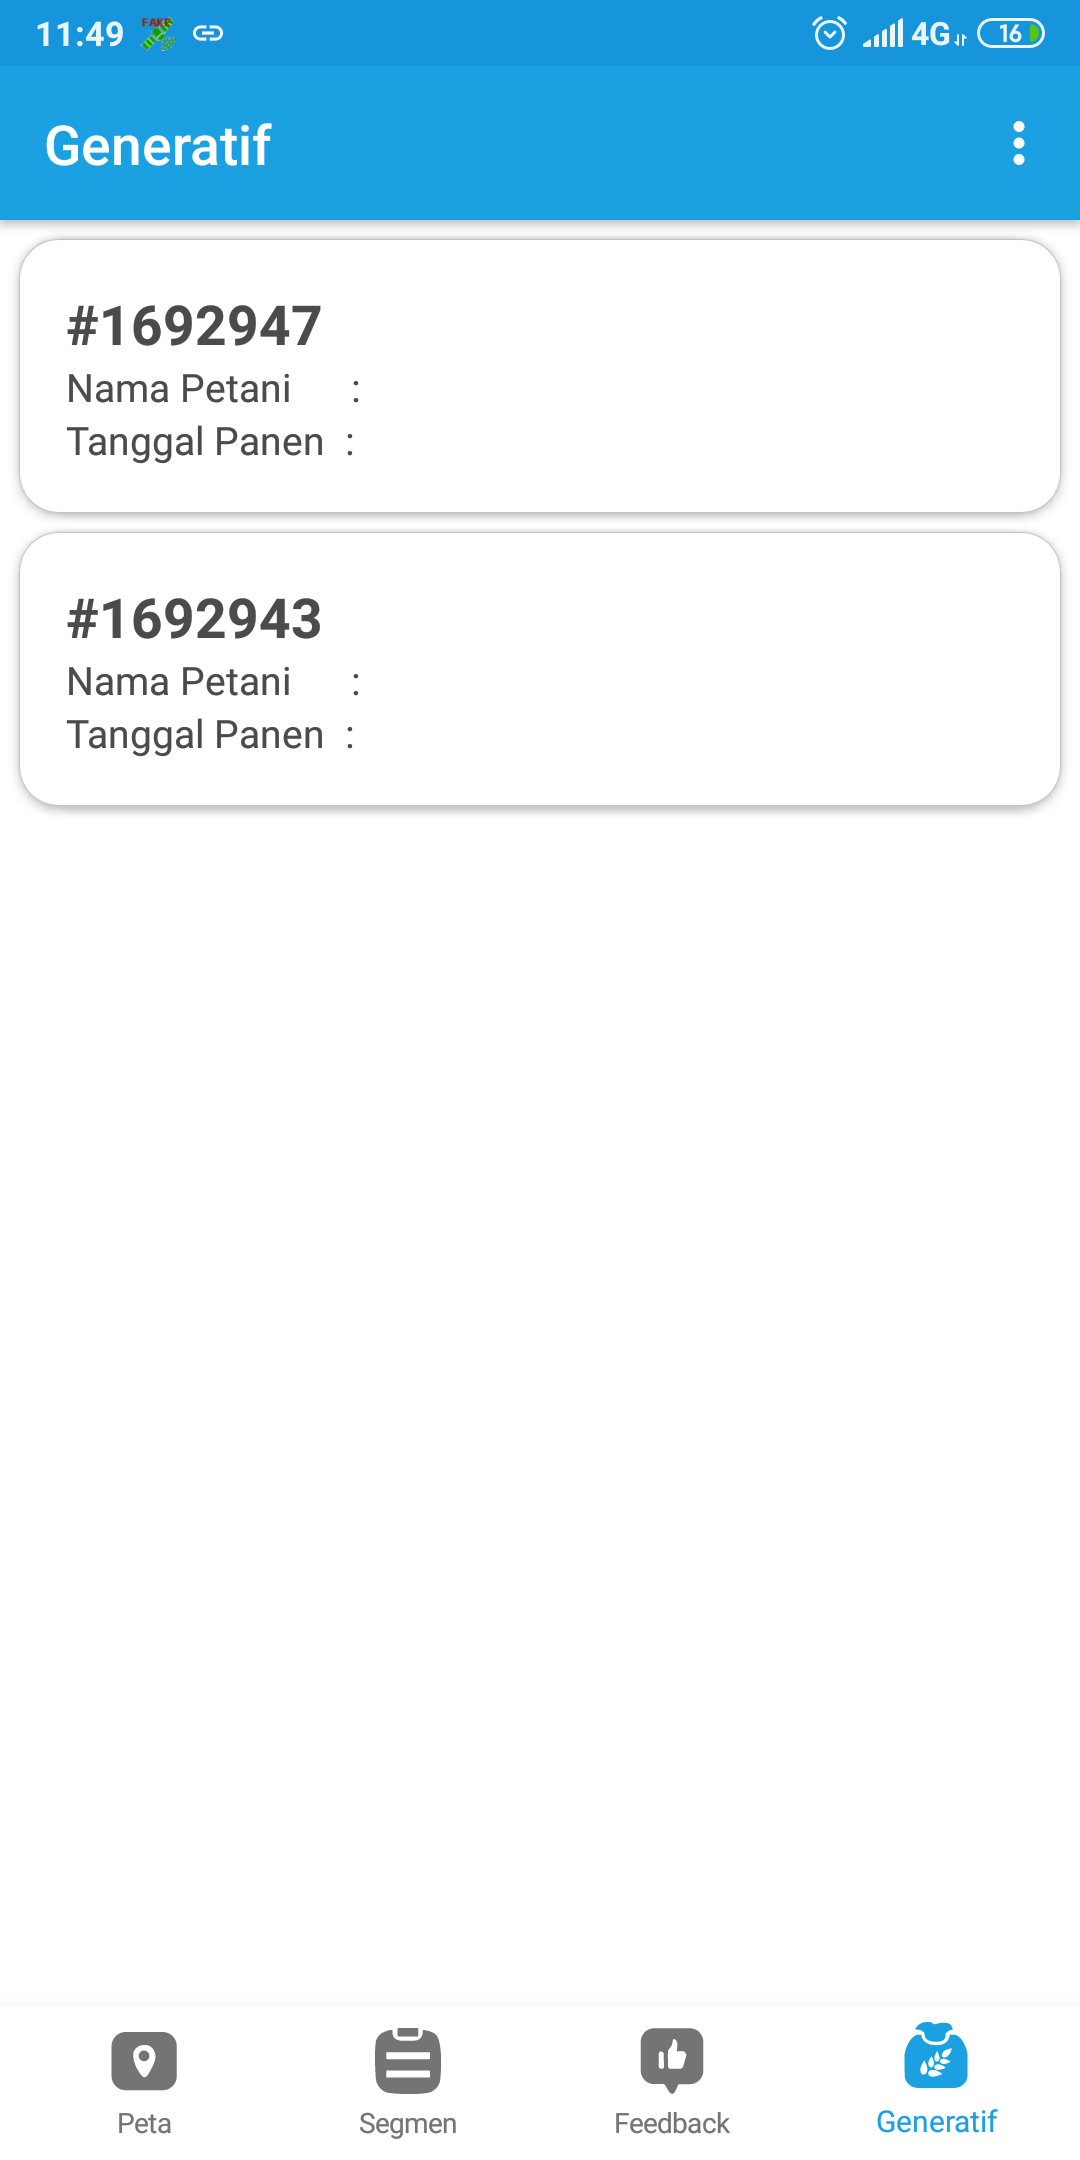 11:49 FAKE 4G 16
Generatif
#1692947
Nama Petani :
Tanggal Panen :
#1692943
Nama Petani :
Tanggal Panen :
Peta Segmen Feedback Generatif